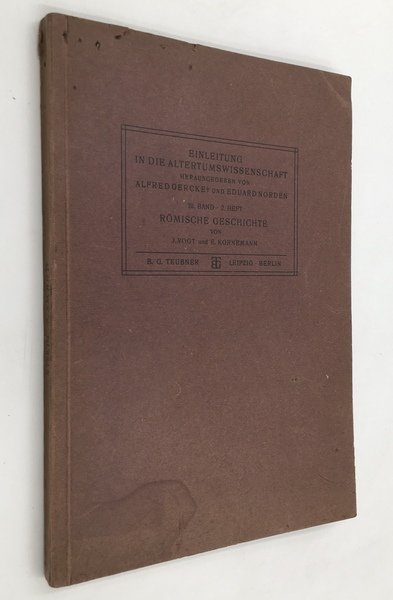 EINLEITUNG
IN DIE ALTERTUMSWISSENSCHAFT
HERAUSGEGEBEN VON
ALFRED GERCKE† UND EDUARD NORDEN
III. BAND · 2. HEFT
RÖMISCHE GESCHICHTE
VON
J. VOGT UND E. KORNEMANN
B. G. TEUBNER LEIPZIG · BERLIN